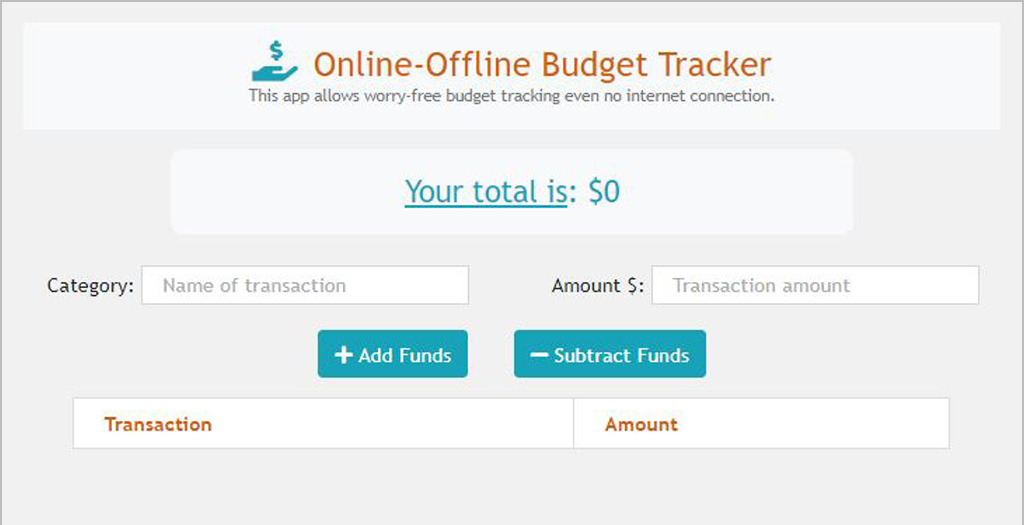 Online-Offline Budget Tracker
This app allows worry-free budget tracking even no internet connection.
Your total is: $0
Category: Name of transaction Amount $: Transaction amount
Add Funds Subtract Funds
Transaction Amount